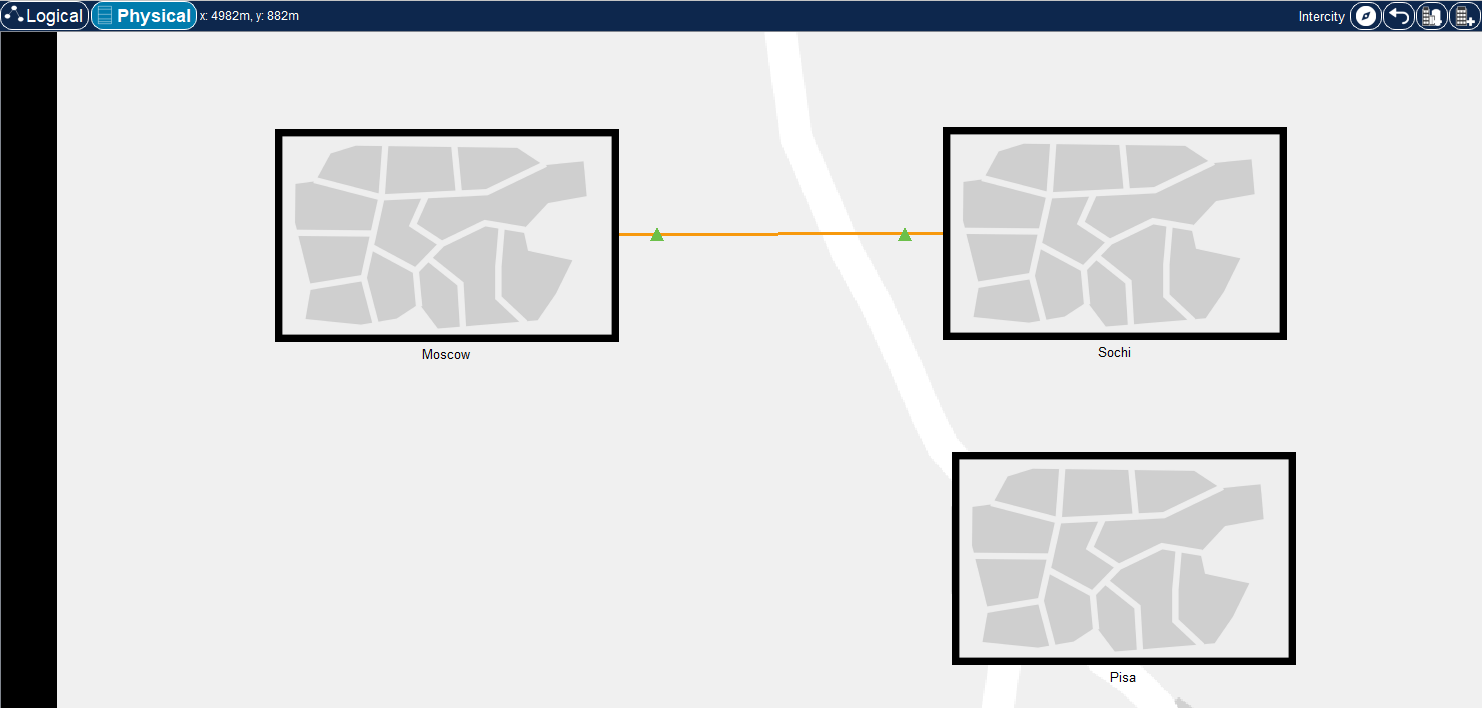 Logical
Physical
x: 4982m, y: 882m
Intercity
Moscow
Sochi
Pisa